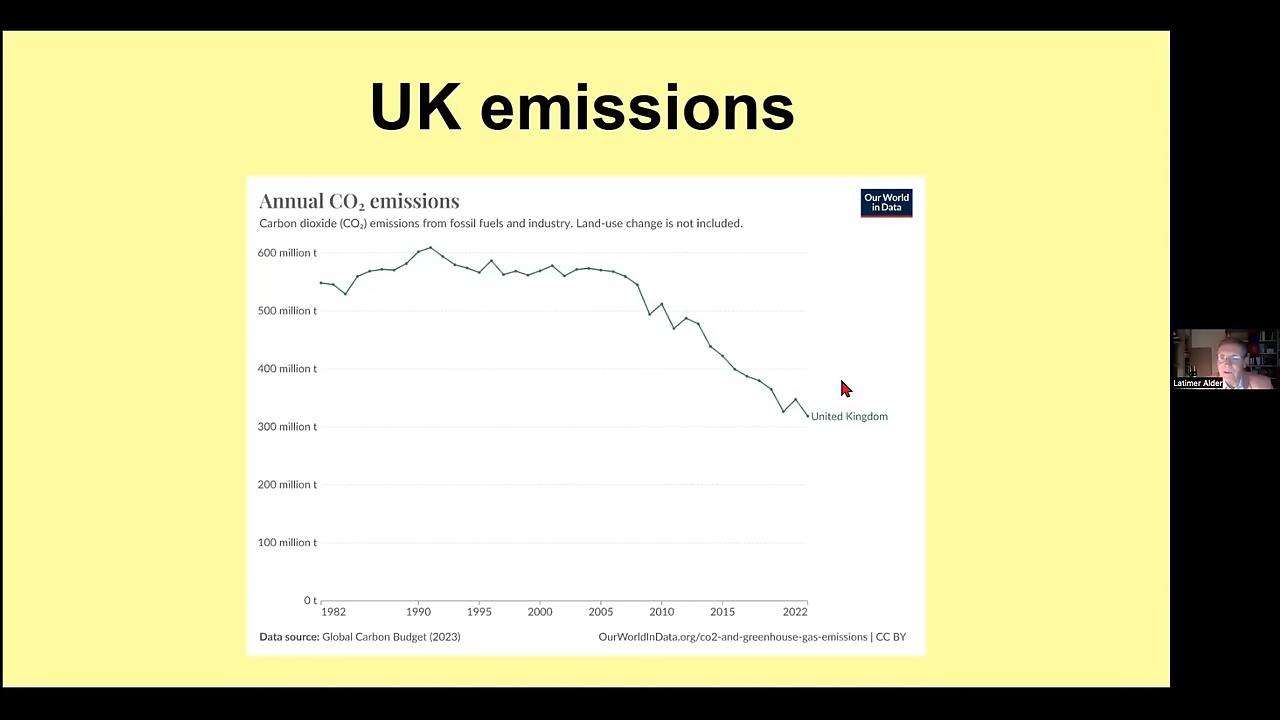 UK emissions
Annual CO₂ emissions
Our World
in Data
Carbon dioxide (CO₂) emissions from fossil fuels and industry. Land-use change is not included.
600 million t
500 million t
400 million t
300 million t
200 million t
100 million t
0 t
United Kingdom
1982 1990 1995 2000 2005 2010 2015 2022
Data source: Global Carbon Budget (2023)
OurWorldInData.org/co2-and-greenhouse-gas-emissions | CC BY
Latimer Alder